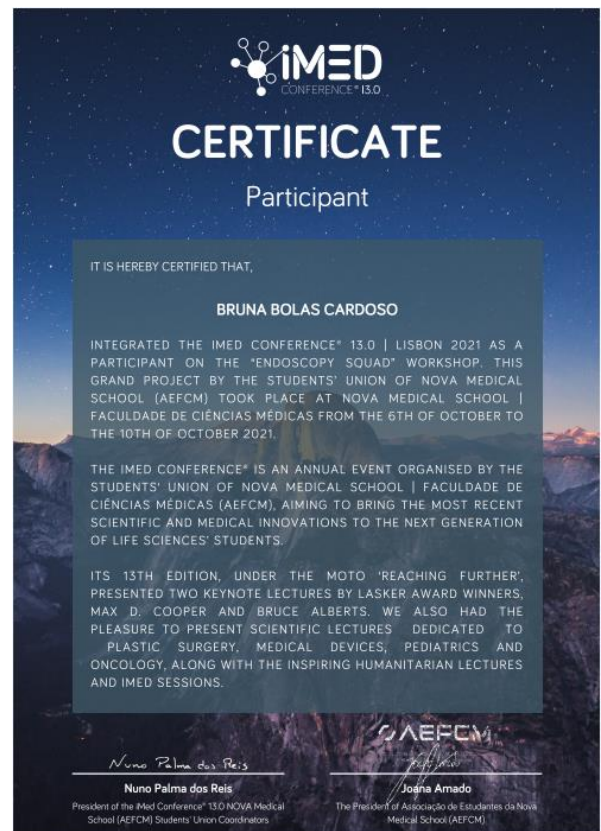 iMED
CONFERENCE® 13.0
CERTIFICATE
Participant
IT IS HEREBY CERTIFIED THAT,
BRUNA BOLAS CARDOSO
INTEGRATED THE IMED CONFERENCE® 13.0 | LISBON 2021 AS A
PARTICIPANT ON THE "ENDOSCOPY SQUAD" WORKSHOP. THIS
GRAND PROJECT BY THE STUDENTS' UNION OF NOVA MEDICAL
SCHOOL (AEFCM) TOOK PLACE AT NOVA MEDICAL SCHOOL |
FACULDADE DE CIÊNCIAS MÉDICAS FROM THE 6TH OF OCTOBER TO
THE 10TH OF OCTOBER 2021.
THE IMED CONFERENCE® IS AN ANNUAL EVENT ORGANISED BY THE
STUDENTS' UNION OF NOVA MEDICAL SCHOOL | FACULDADE DE
CIÊNCIAS MÉDICAS (AEFCM), AIMING TO BRING THE MOST RECENT
SCIENTIFIC AND MEDICAL INNOVATIONS TO THE NEXT GENERATION
OF LIFE SCIENCES' STUDENTS.
ITS 13TH EDITION, UNDER THE MOTO 'REACHING FURTHER',
PRESENTED TWO KEYNOTE LECTURES BY LASKER AWARD WINNERS,
MAX D. COOPER AND BRUCE ALBERTS. WE ALSO HAD THE
PLEASURE TO PRESENT SCIENTIFIC LECTURES DEDICATED TO
PLASTIC SURGERY, MEDICAL DEVICES, PEDIATRICS AND
ONCOLOGY, ALONG WITH THE INSPIRING HUMANITARIAN LECTURES
AND IMED SESSIONS.
AEFCM
Nuno Palma dos Reis
Nuno Palma dos Reis
President of the iMed Conference® 13.0 NOVA Medical
School (AEFCM) Students' Union Coordinators
Joana Amado
The President of Associação de Estudantes da Nova
Medical School (AEFCM)